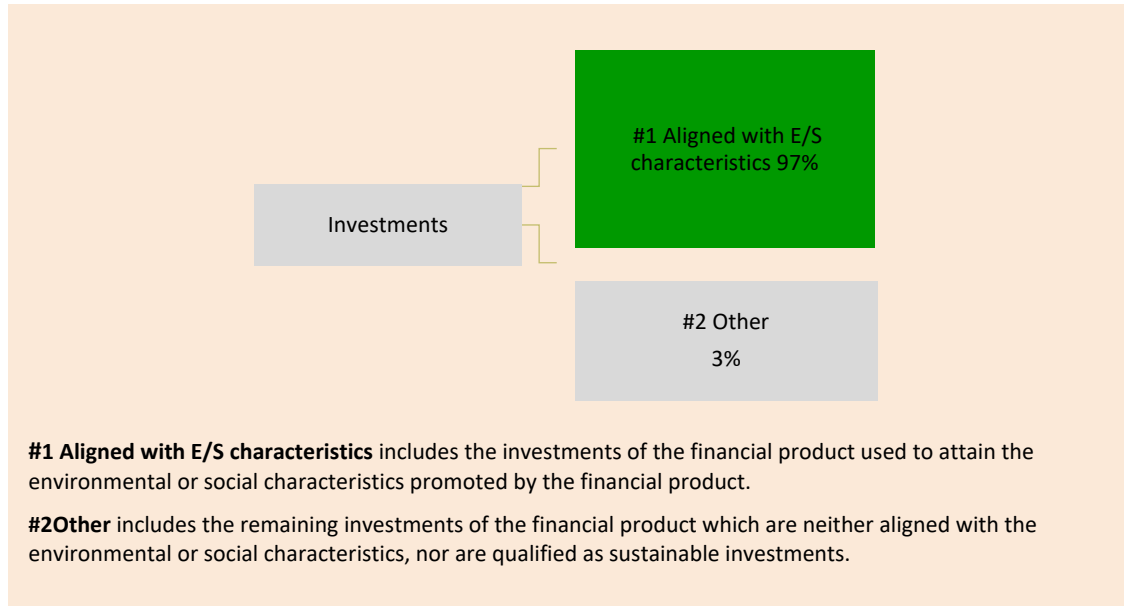 #1 Aligned with E/S
characteristics 97%
Investments
#2 Other
3%
#1 Aligned with E/S characteristics includes the investments of the financial product used to attain the
environmental or social characteristics promoted by the financial product.
#2Other includes the remaining investments of the financial product which are neither aligned with the
environmental or social characteristics, nor are qualified as sustainable investments.